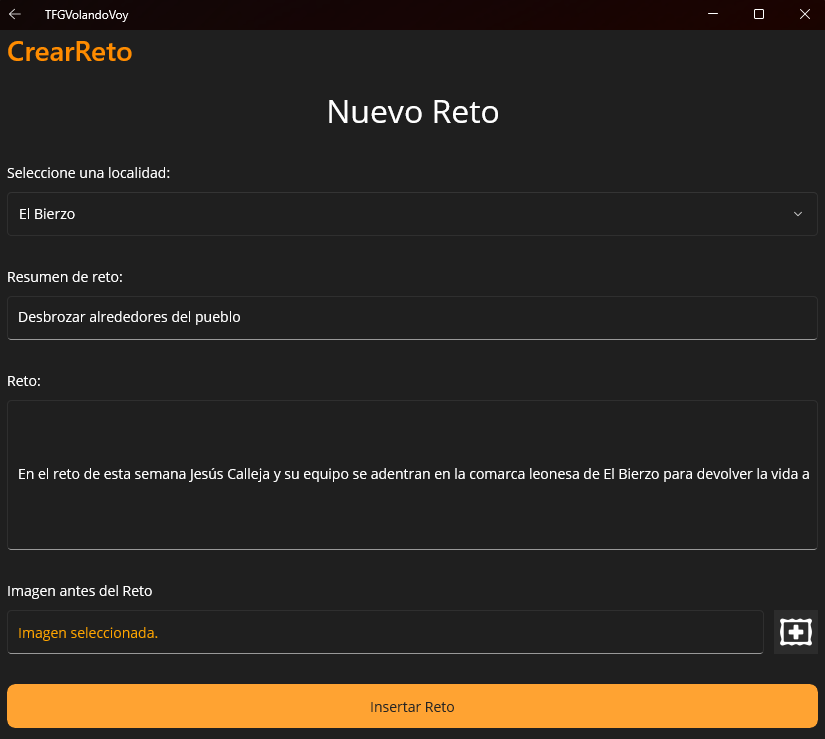 TFGVolandoVoy
CrearReto
Nuevo Reto
Seleccione una localidad:
El Bierzo
Resumen de reto:
Desbrozar alrededores del pueblo
Reto:
En el reto de esta semana Jesús Calleja y su equipo se adentran en la comarca leonesa de El Bierzo para devolver la vida a
Imagen antes del Reto
Imagen seleccionada.
Insertar Reto